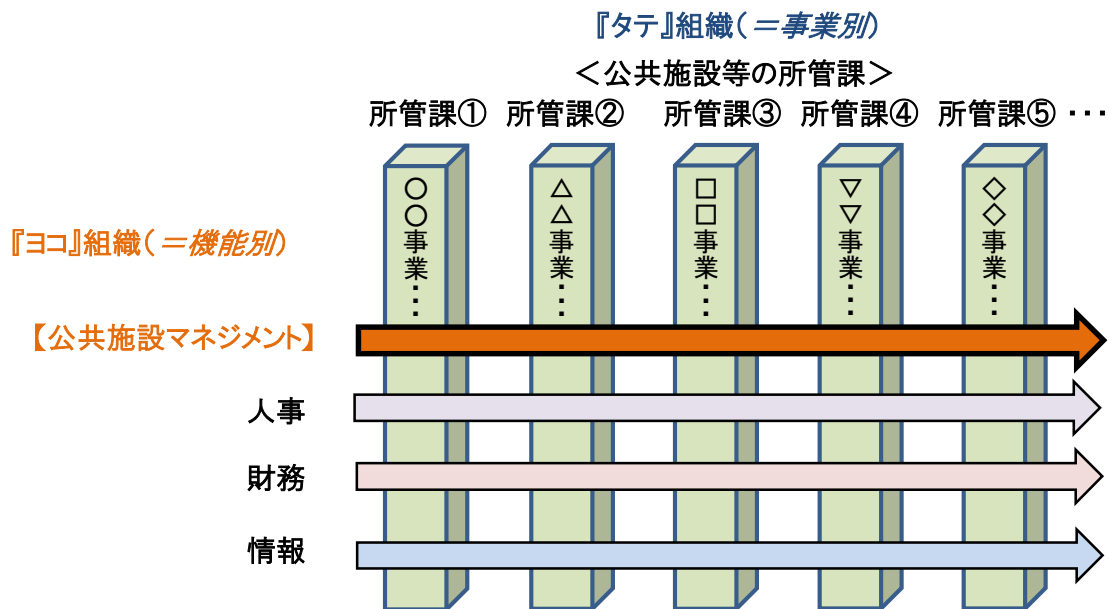 『タテ』組織（＝事業別）
＜公共施設等の所管課＞
所管課① 所管課② 所管課③ 所管課④ 所管課⑤ ・・・
○○事業・・・
△△事業・・・
□□事業・・・
▽▽事業・・・
◇◇事業・・・
『ヨコ』組織（＝機能別）
【公共施設マネジメント】
人事
財務
情報